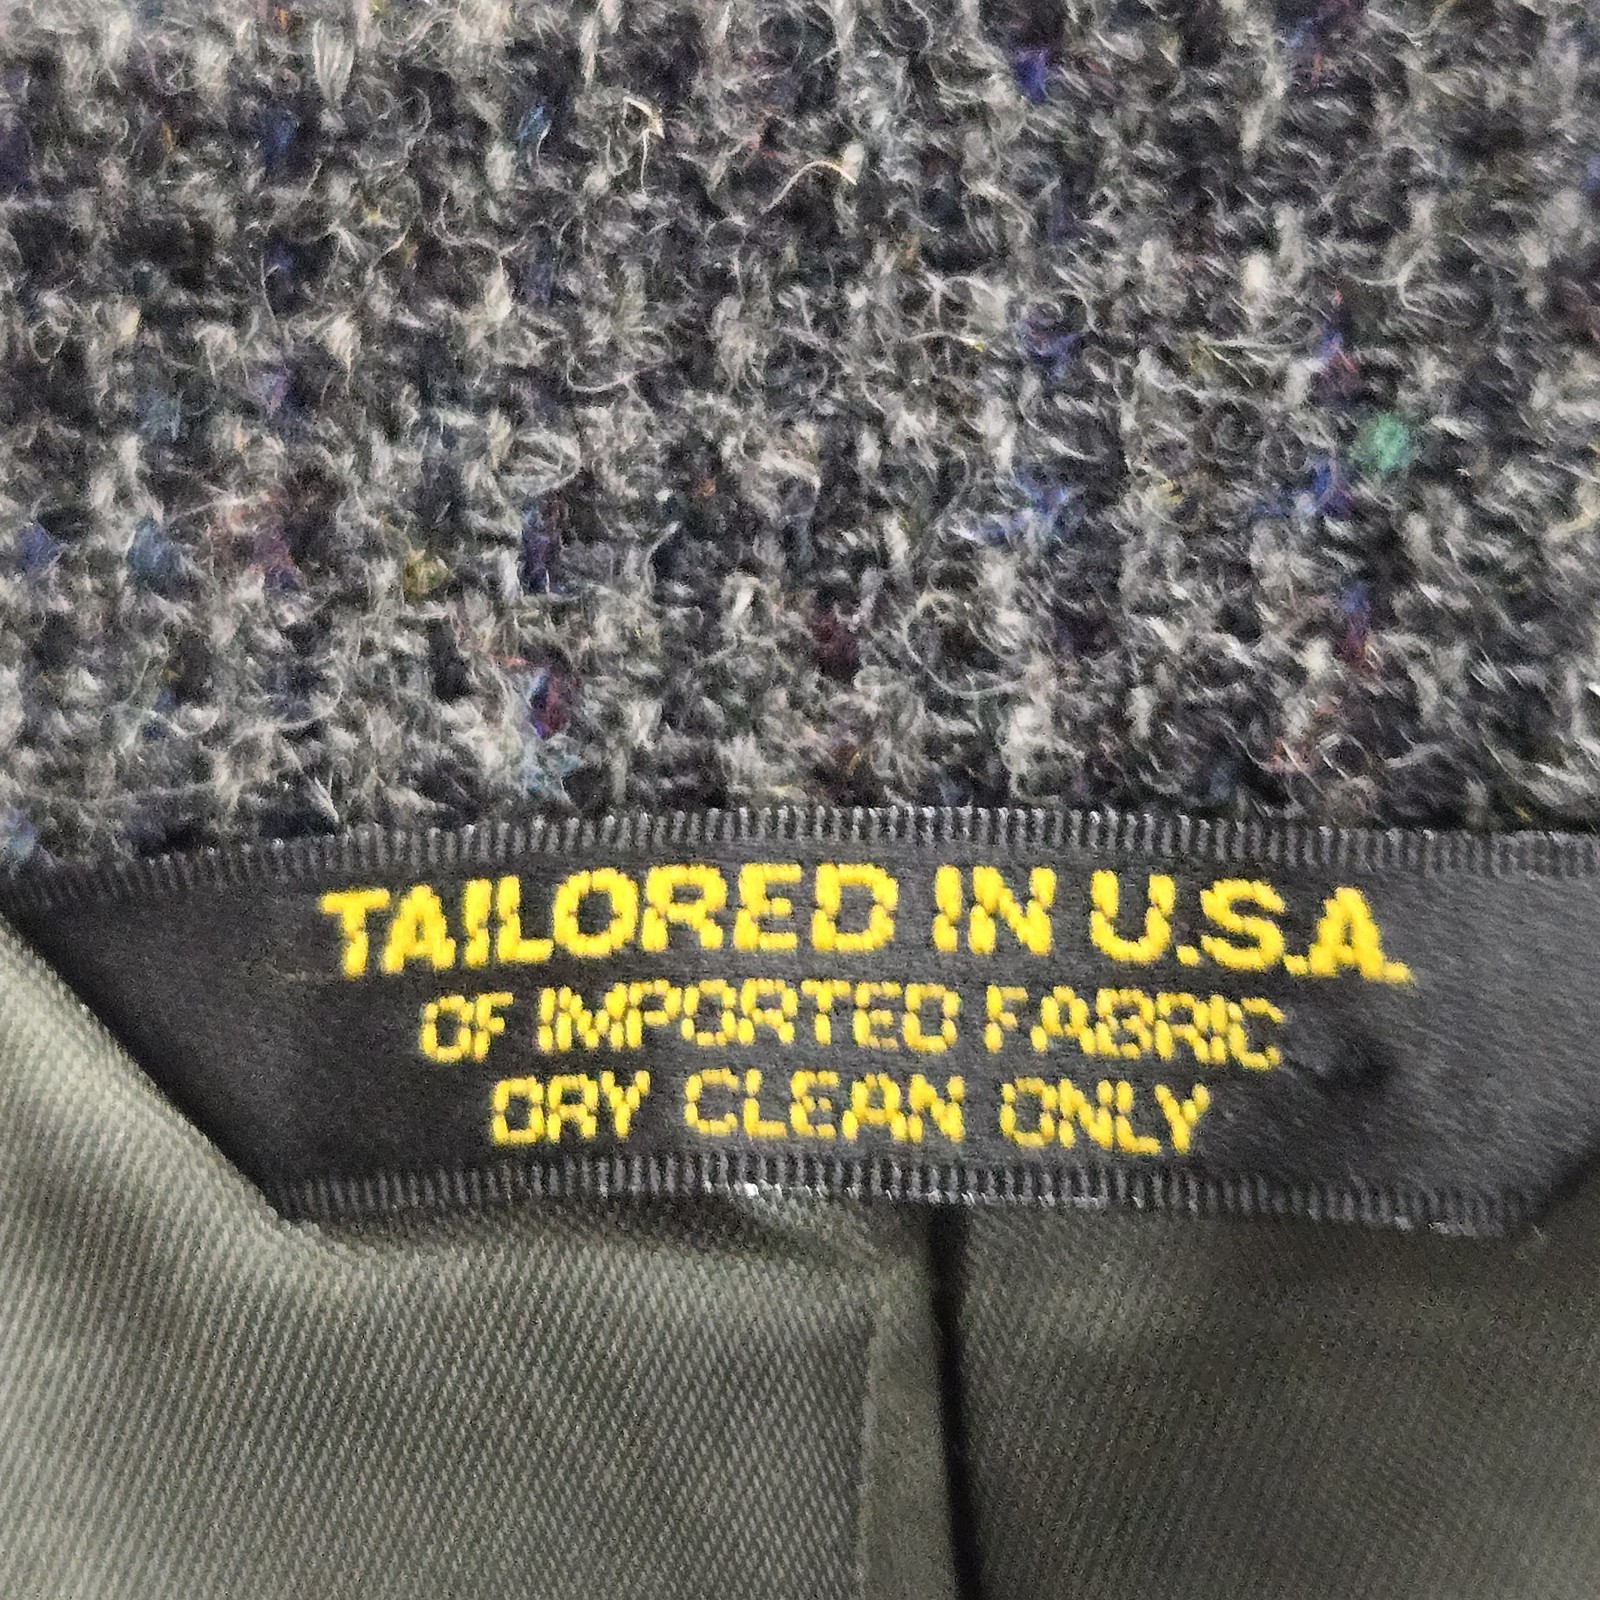 TAILORED IN U.S.A.
OF IMPORTED FABRIC
DRY CLEAN ONLY